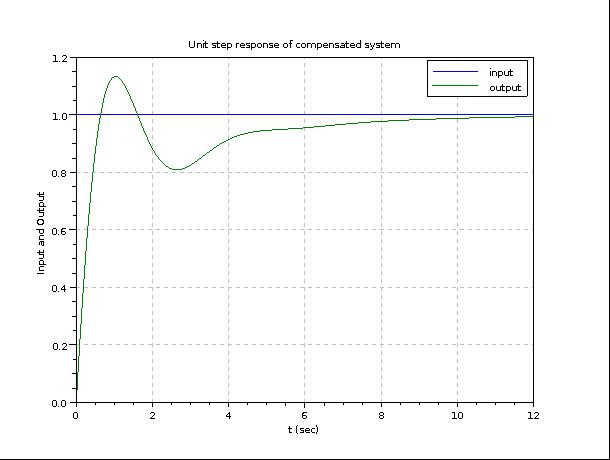 Unit step response of compensated system
input
output
Input and Output
1.2
1.0
0.8
0.6
0.4
0.2
0.0
0 2 4 6 8 10 12
t (sec)